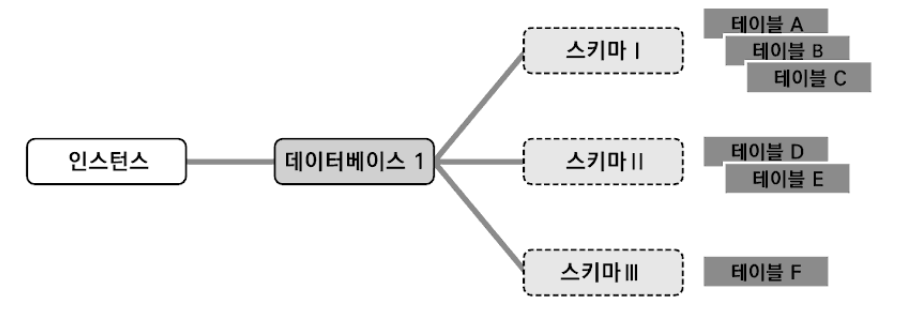 인스턴스
데이터베이스 1
스키마 Ⅰ
테이블 A
테이블 B
테이블 C
스키마 Ⅱ
테이블 D
테이블 E
스키마 Ⅲ
테이블 F